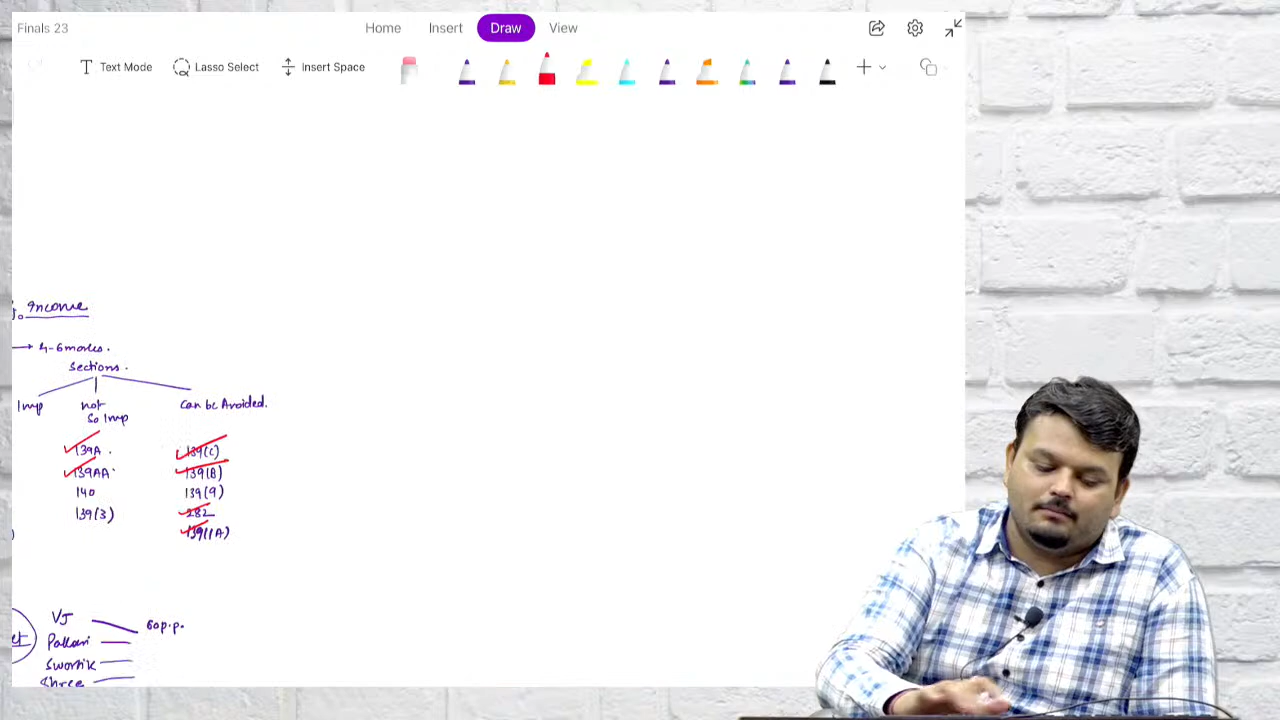 Finals 23
Home Insert Draw View
Text Mode Lasso Select Insert Space
Income
→ 4-6 marks.
Sections.
Imp not So Imp Can be Avoided.
139A. 139(C)
139AA 139(B)
140 139(9)
139(3) 282
139(1A)
VJ 60 p.p.
Pallavi
Swastik
Shree